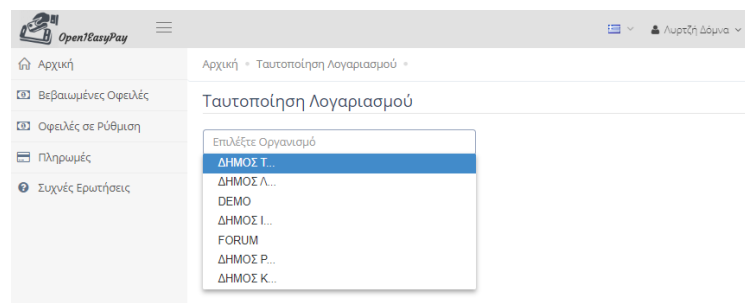 Open1EasyPay
Λυρτζή Δόμνα
Αρχική
Βεβαιωμένες Οφειλές
Οφειλές σε Ρύθμιση
Πληρωμές
Συχνές Ερωτήσεις
Αρχική Ταυτοποίηση Λογαριασμού
Ταυτοποίηση Λογαριασμού
Επιλέξτε Οργανισμό
ΔΗΜΟΣ Τ...
ΔΗΜΟΣ Λ...
DEMO
ΔΗΜΟΣ Ι...
FORUM
ΔΗΜΟΣ Ρ...
ΔΗΜΟΣ Κ...